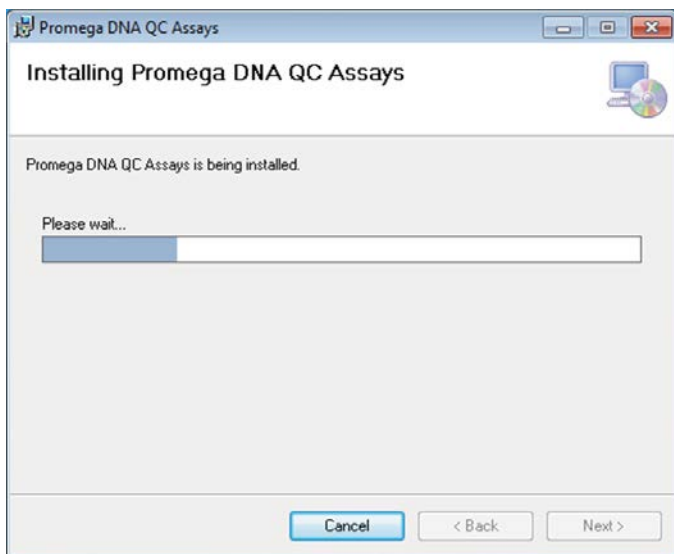 Promega DNA QC Assays
Installing Promega DNA QC Assays
Promega DNA QC Assays is being installed.
Please wait...
Cancel
< Back
Next >